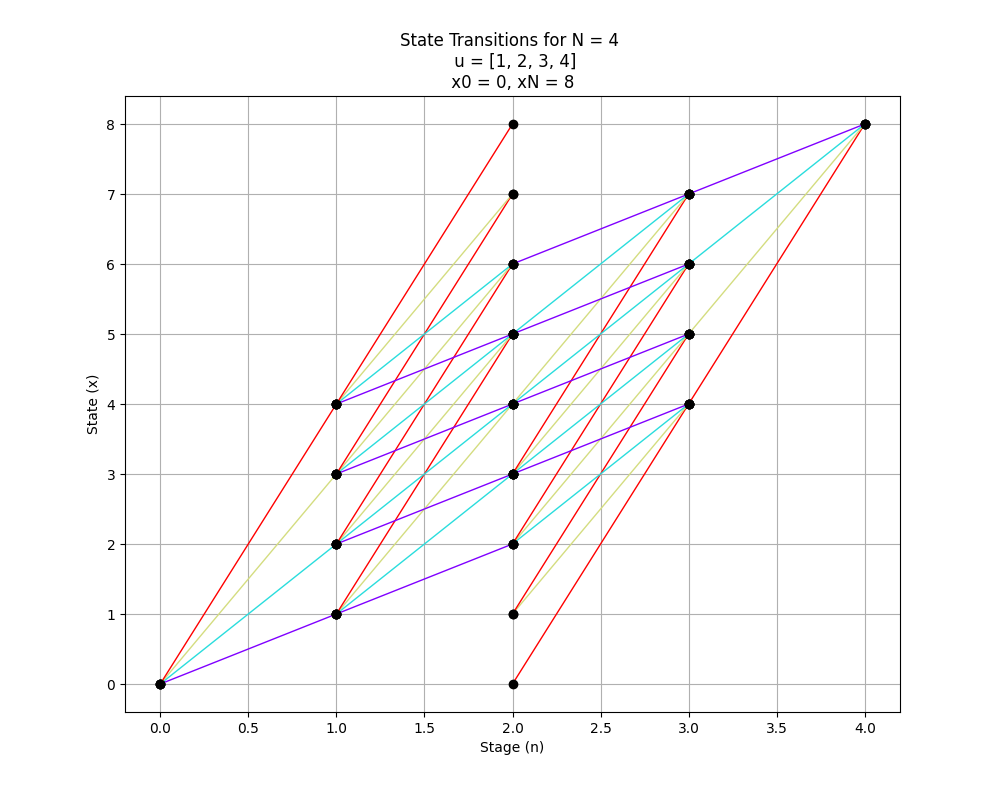 State Transitions for N = 4
u = [1, 2, 3, 4]
x0 = 0, xN = 8
State (x)
8
7
6
5
4
3
2
1
0
0.0 0.5 1.0 1.5 2.0 2.5 3.0 3.5 4.0
Stage (n)